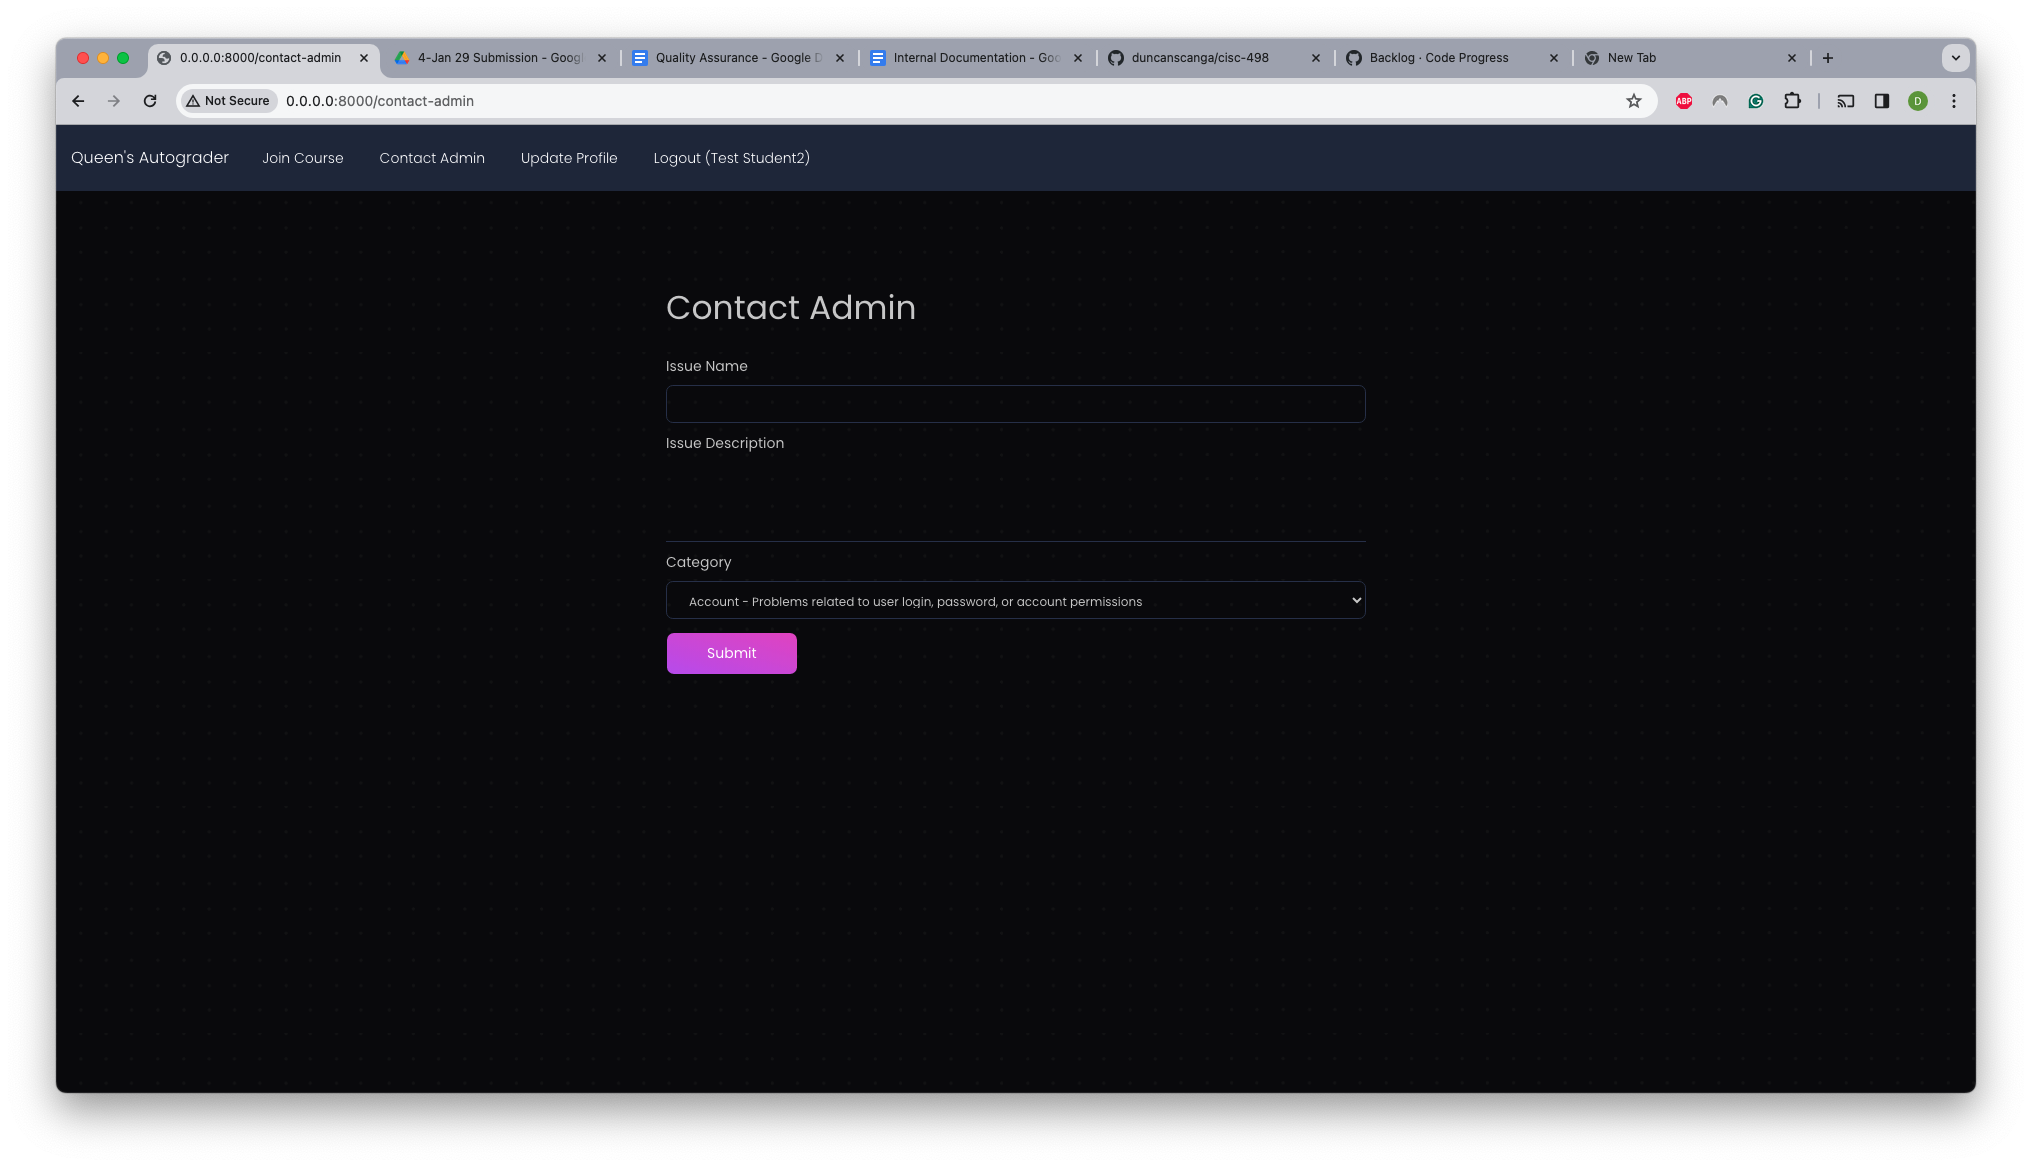 0.0.0.0:8000/contact-admin
4-Jan 29 Submission - Googl
Quality Assurance - Google D
Internal Documentation - Goo
duncanscanga/cisc-498
Backlog · Code Progress
New Tab
Not Secure
0.0.0.0:8000/contact-admin
ABP
D
Queen's Autograder
Join Course
Contact Admin
Update Profile
Logout (Test Student2)
Contact Admin
Issue Name
Issue Description
Category
Account - Problems related to user login, password, or account permissions
Submit